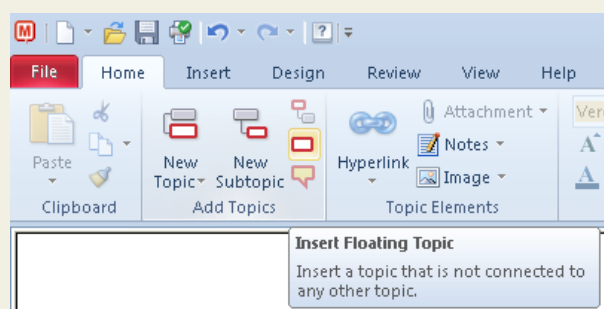 File Home Insert Design Review View Help
Paste
New Topic
New Subtopic
Hyperlink
Attachment
Notes
Image
Ver
Clipboard Add Topics Topic Elements
Insert Floating Topic
Insert a topic that is not connected to
any other topic.